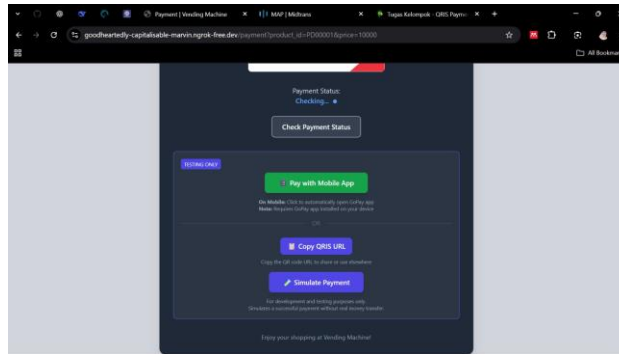 Payment | Vending Machine
MAP | Midtrans
Tugas Kelompok - QRIS Payme
goodheartedly-capitalisable-marvin.ngrok-free.dev/payment?product_id=PD00001&price=10000
All Bookmar
Payment Status:
Checking...
Check Payment Status
TESTING ONLY
Pay with Mobile App
On Mobile: Click to automatically open GoPay app
Note: Requires GoPay app installed on your device
OR
Copy QRIS URL
Copy the QR code URL to share or use elsewhere
Simulate Payment
For development and testing purposes only
Simulates a successful payment without real money transfer
Enjoy your shopping at Vending Machine!